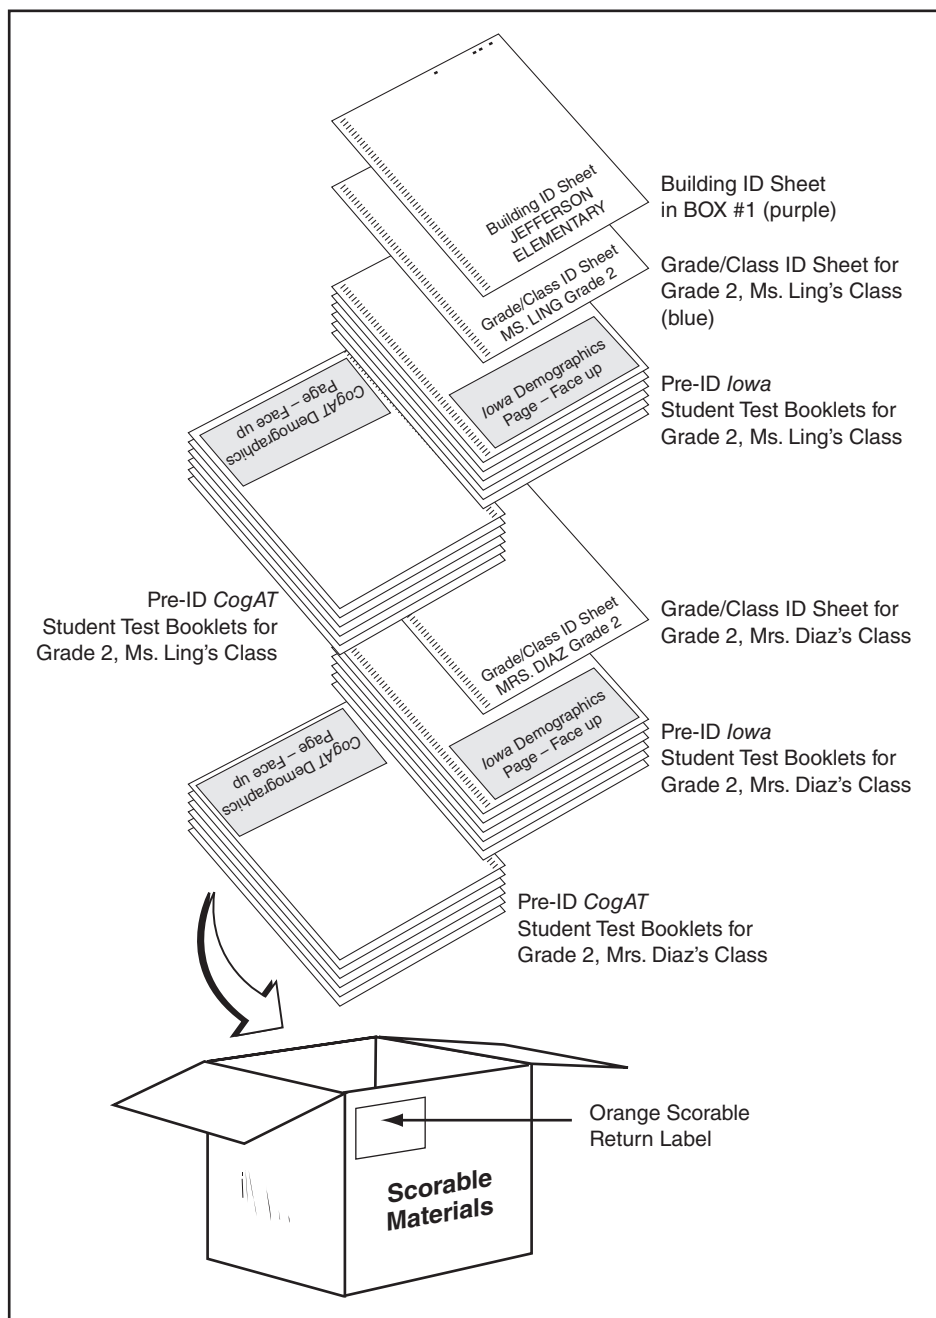 Building ID Sheet
JEFFERSON
ELEMENTARY
Building ID Sheet
in BOX #1 (purple)
Grade/Class ID Sheet
MS. LING Grade 2
Grade/Class ID Sheet for
Grade 2, Ms. Ling's Class
(blue)
Iowa Demographics
Page – Face up
Pre-ID Iowa
Student Test Booklets for
Grade 2, Ms. Ling's Class
CogAT Demographics
Page – Face up
Pre-ID CogAT
Student Test Booklets for
Grade 2, Ms. Ling's Class
Grade/Class ID Sheet
MRS. DIAZ Grade 2
Grade/Class ID Sheet for
Grade 2, Mrs. Diaz's Class
Iowa Demographics
Page – Face up
Pre-ID Iowa
Student Test Booklets for
Grade 2, Mrs. Diaz's Class
CogAT Demographics
Page – Face up
Pre-ID CogAT
Student Test Booklets for
Grade 2, Mrs. Diaz's Class
Orange Scorable
Return Label
Scorable
Materials